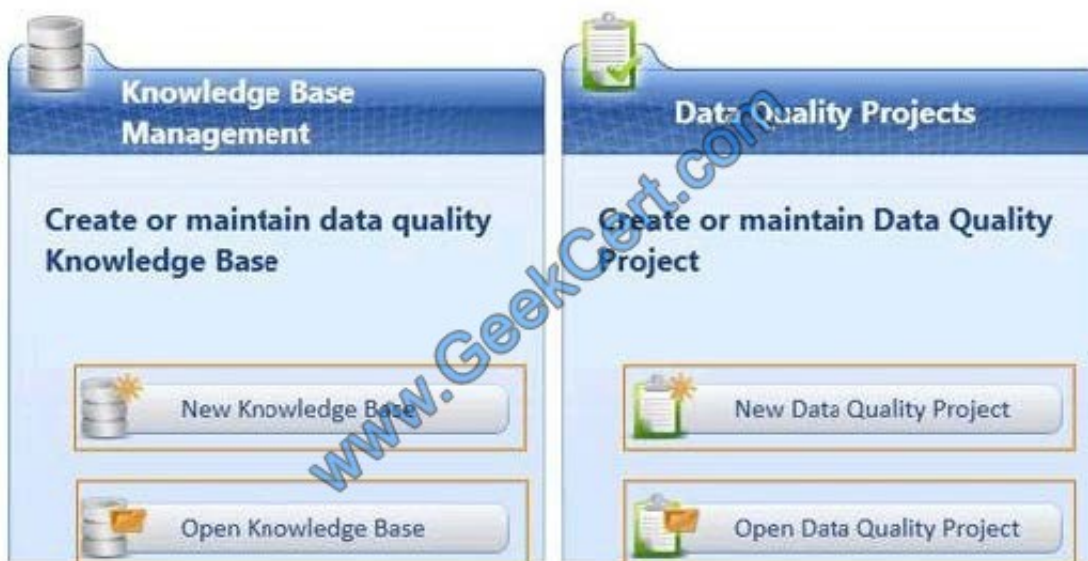 Knowledge Base
Management
Create or maintain data quality
Knowledge Base
New Knowledge Base
Open Knowledge Base
Data Quality Projects
Create or maintain Data Quality
Project
New Data Quality Project
Open Data Quality Project
www.GeekCert.com